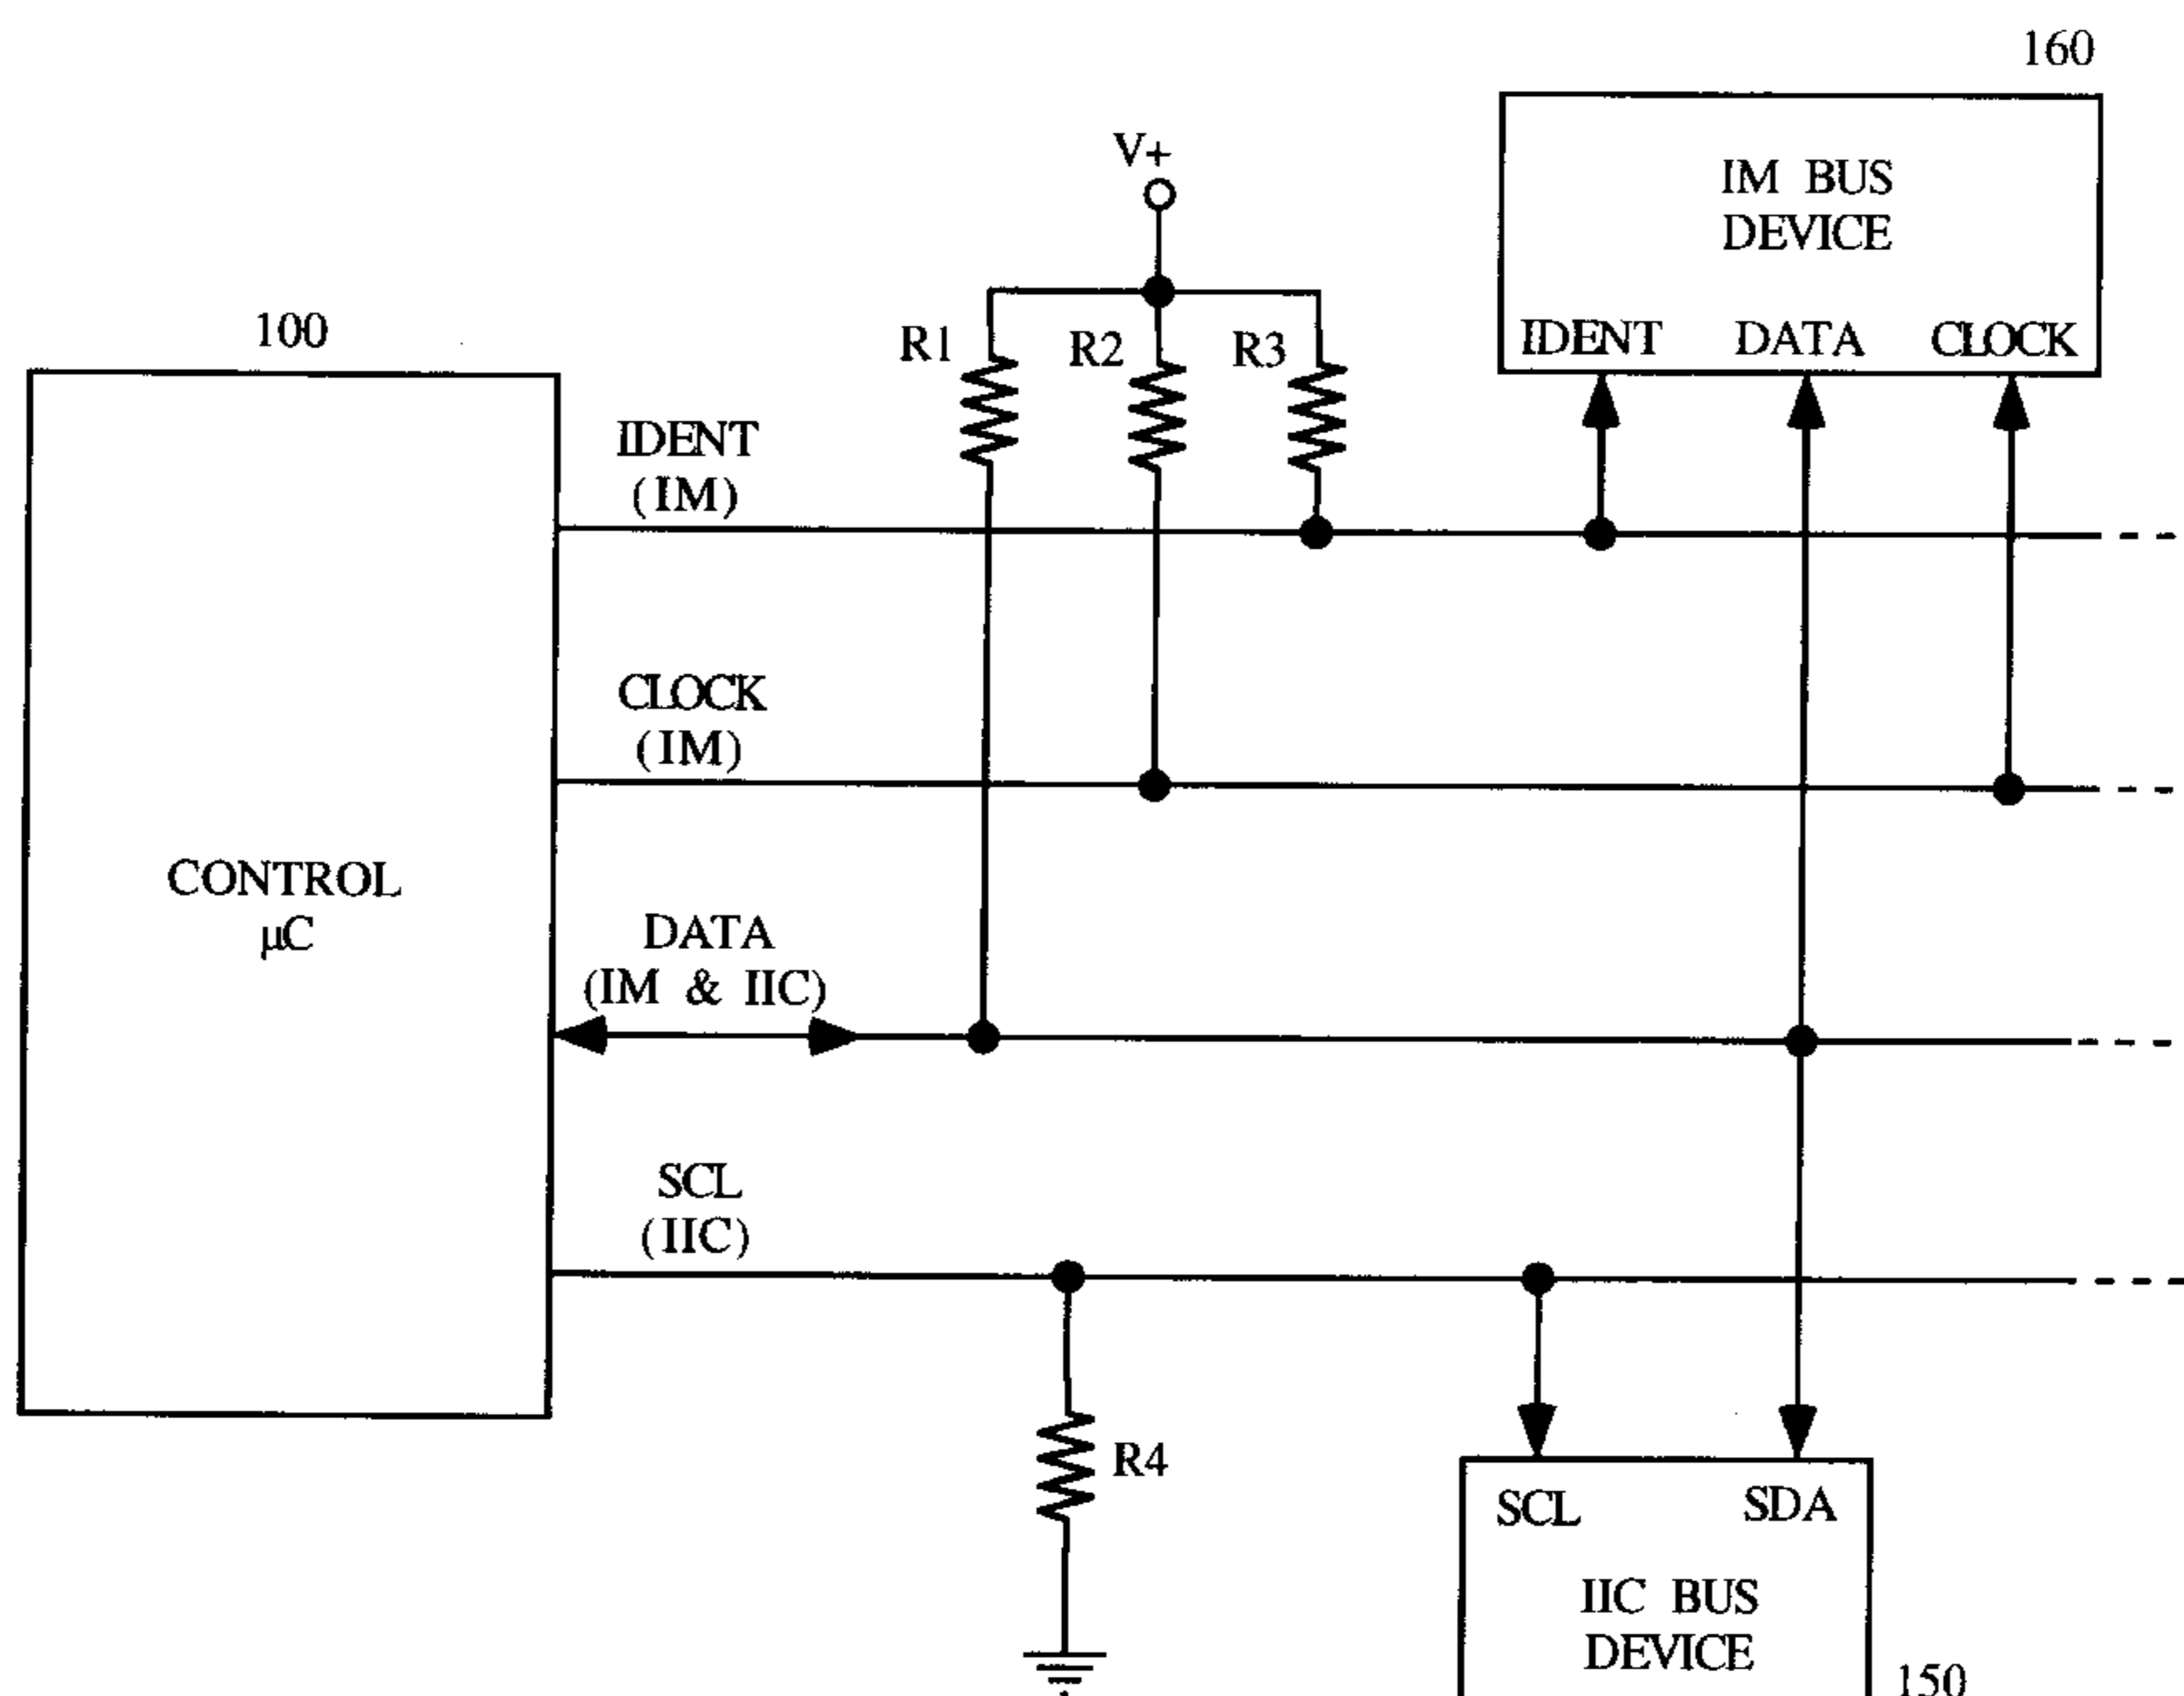 160
V+
IM BUS
DEVICE
IDENT DATA CLOCK
100
R1 R2 R3
IDENT
(IM)
CLOCK
(IM)
CONTROL
µC
DATA
(IM & IIC)
SCL
(IIC)
R4
SCL SDA
IIC BUS
DEVICE
150